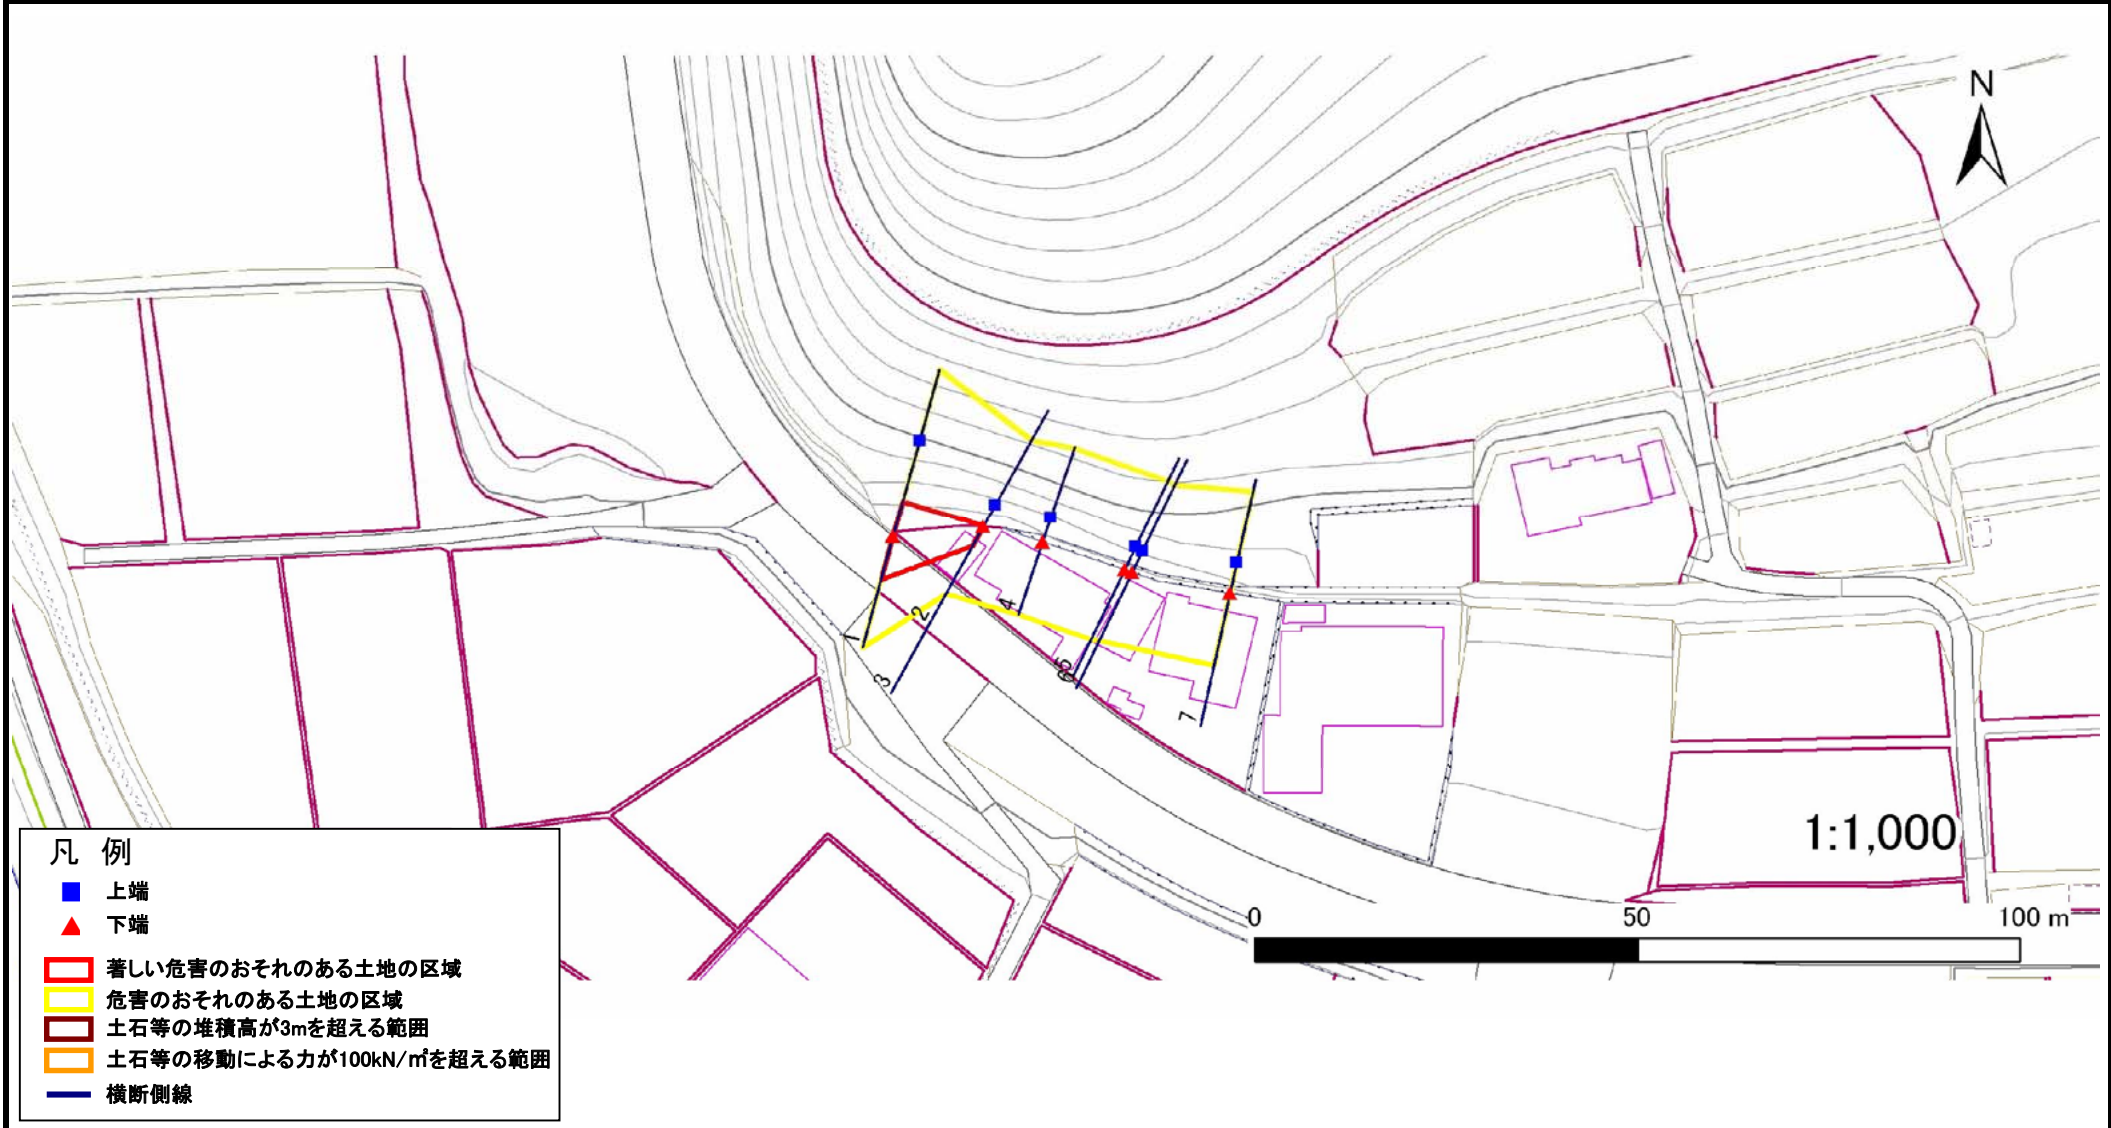 N
1
2
3
4
5
6
7
1:1,000
0 50 100 m
凡 例
上端
下端
著しい危害のおそれのある土地の区域
危害のおそれのある土地の区域
土石等の堆積高が3mを超える範囲
土石等の移動による力が100kN/㎡を超える範囲
横断側線